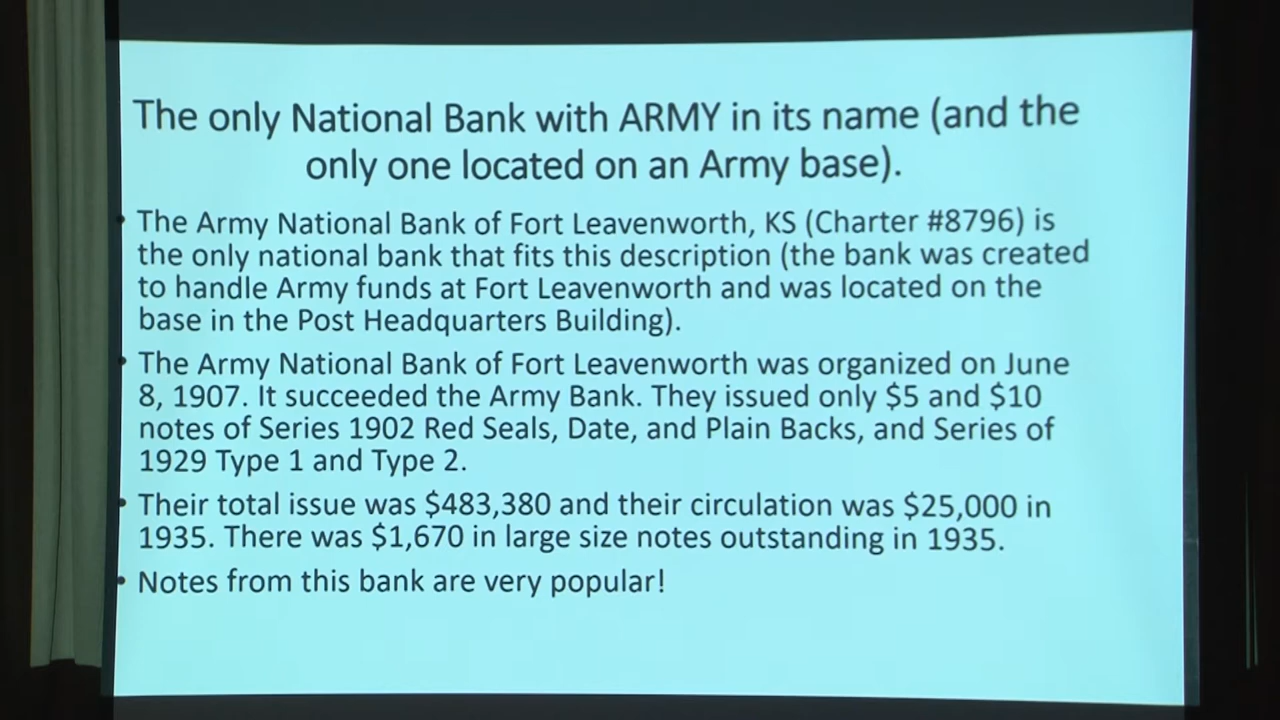 The only National Bank with ARMY in its name (and the
only one located on an Army base).
• The Army National Bank of Fort Leavenworth, KS (Charter #8796) is
the only national bank that fits this description (the bank was created
to handle Army funds at Fort Leavenworth and was located on the
base in the Post Headquarters Building).
• The Army National Bank of Fort Leavenworth was organized on June
8, 1907. It succeeded the Army Bank. They issued only $5 and $10
notes of Series 1902 Red Seals, Date, and Plain Backs, and Series of
1929 Type 1 and Type 2.
• Their total issue was $483,380 and their circulation was $25,000 in
1935. There was $1,670 in large size notes outstanding in 1935.
• Notes from this bank are very popular!